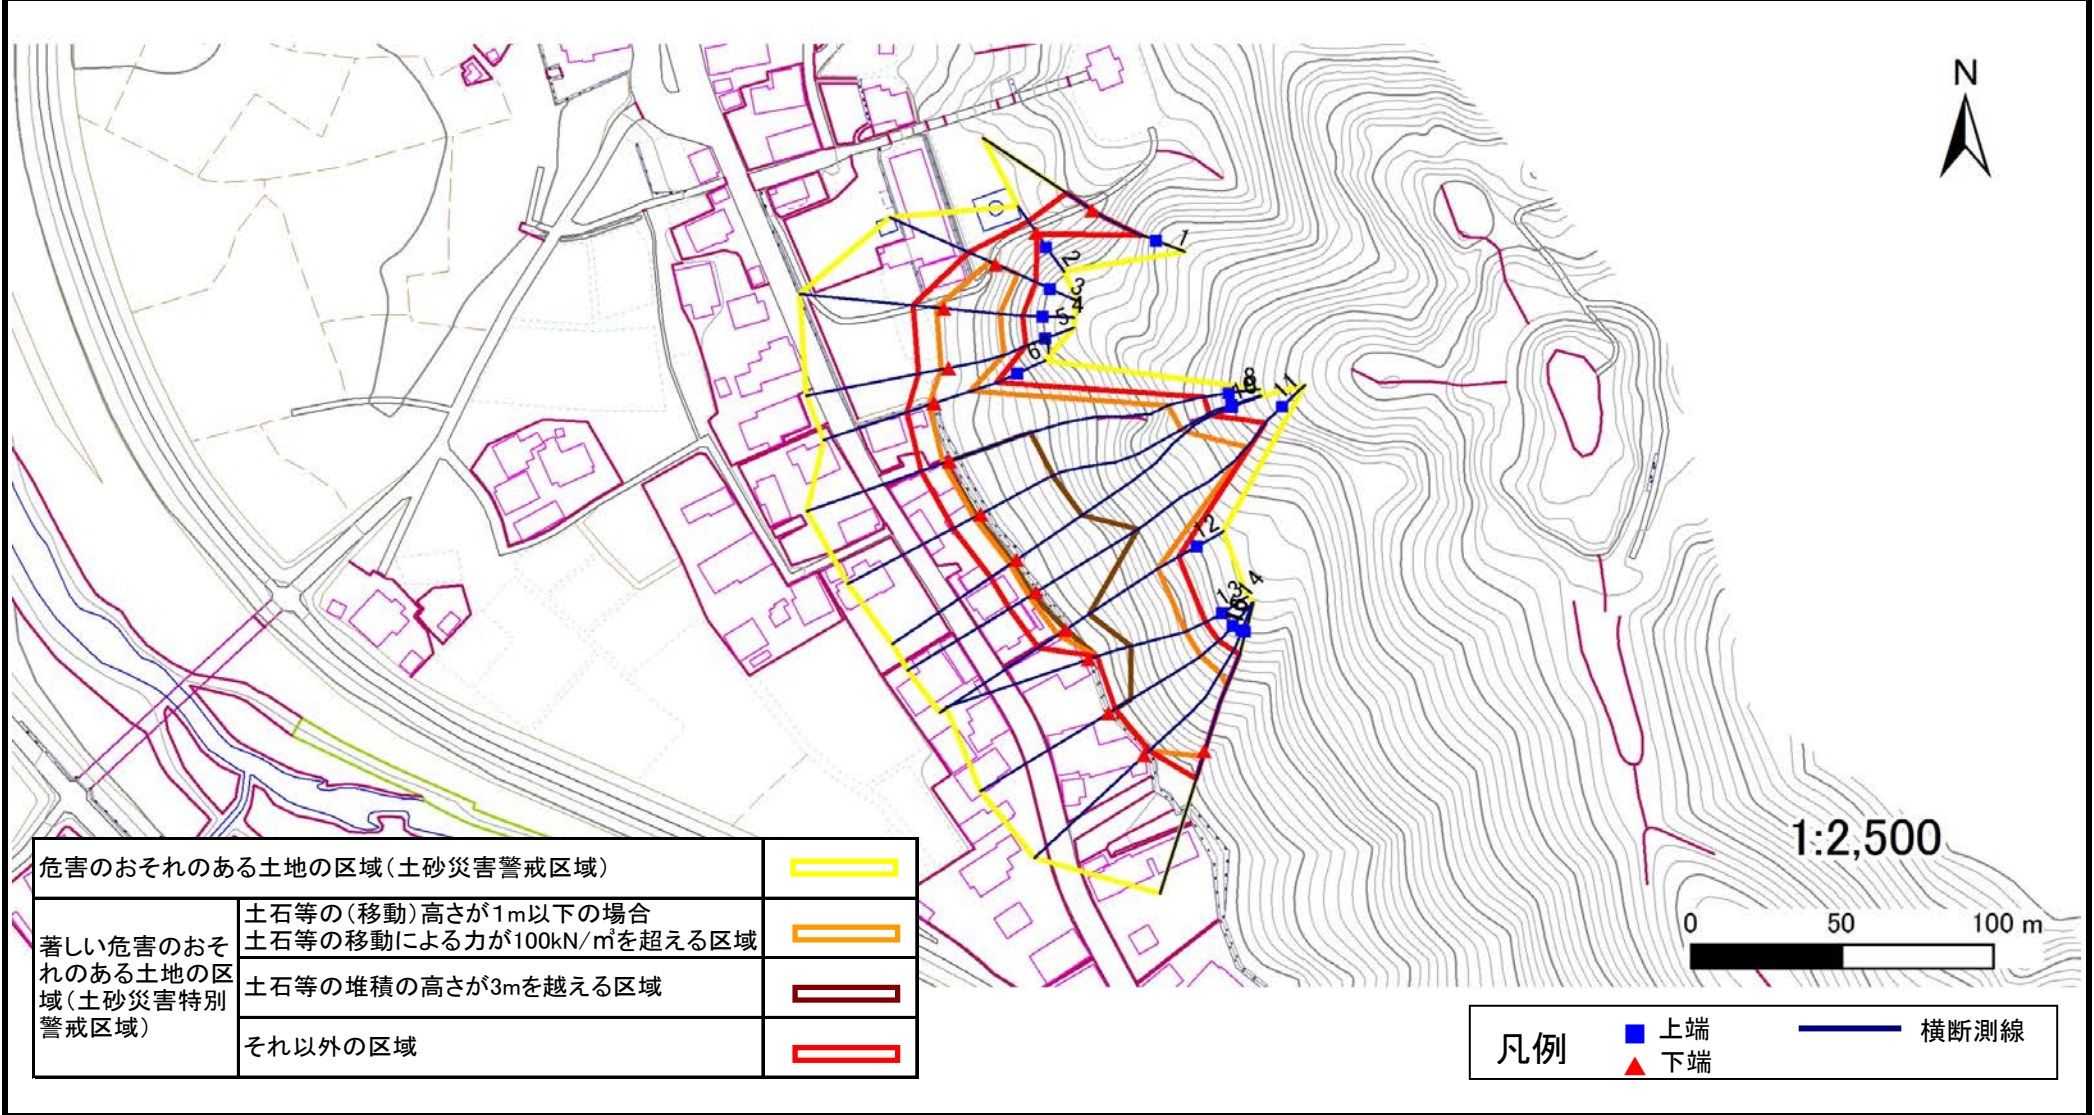 N
1
2
3
4
5
6
8
11
12
13
14
1:2,500
0 50 100 m
危害のおそれのある土地の区域(土砂災害警戒区域)
著しい危害のおそ
れのある土地の区
域(土砂災害特別
警戒区域)
土石等の(移動)高さが1m以下の場合
土石等の移動による力が100kN/㎡を超える区域
土石等の堆積の高さが3mを越える区域
それ以外の区域
凡例
上端
下端
横断測線